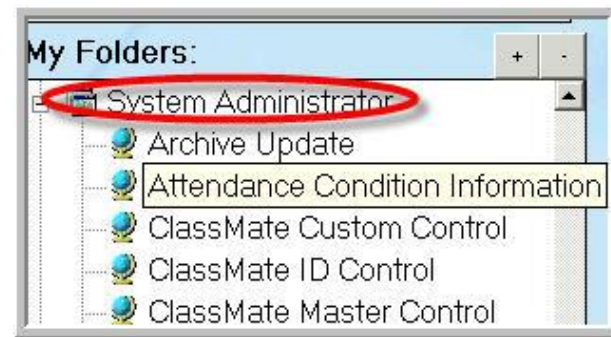 My Folders:
+ -
System Administrator
Archive Update
Attendance Condition Information
ClassMate Custom Control
ClassMate ID Control
ClassMate Master Control